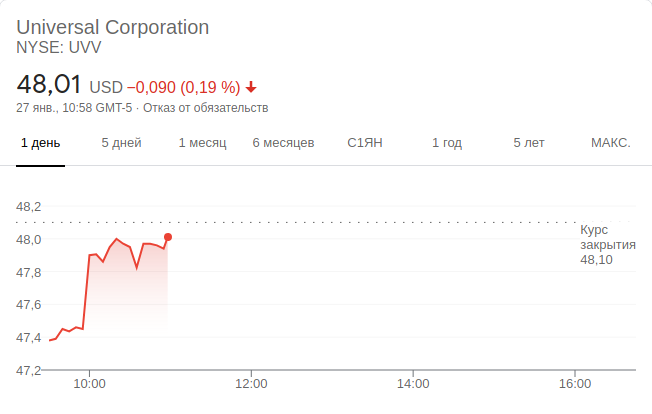 Universal Corporation
NYSE: UVV
48,01 USD −0,090 (0,19 %)
27 янв., 10:58 GMT-5 · Отказ от обязательств
1 день 5 дней 1 месяц 6 месяцев С1ЯН 1 год 5 лет МАКС.
48,2
48,0
47,8
47,6
47,4
47,2
Курс
закрытия
48,10
10:00 12:00 14:00 16:00